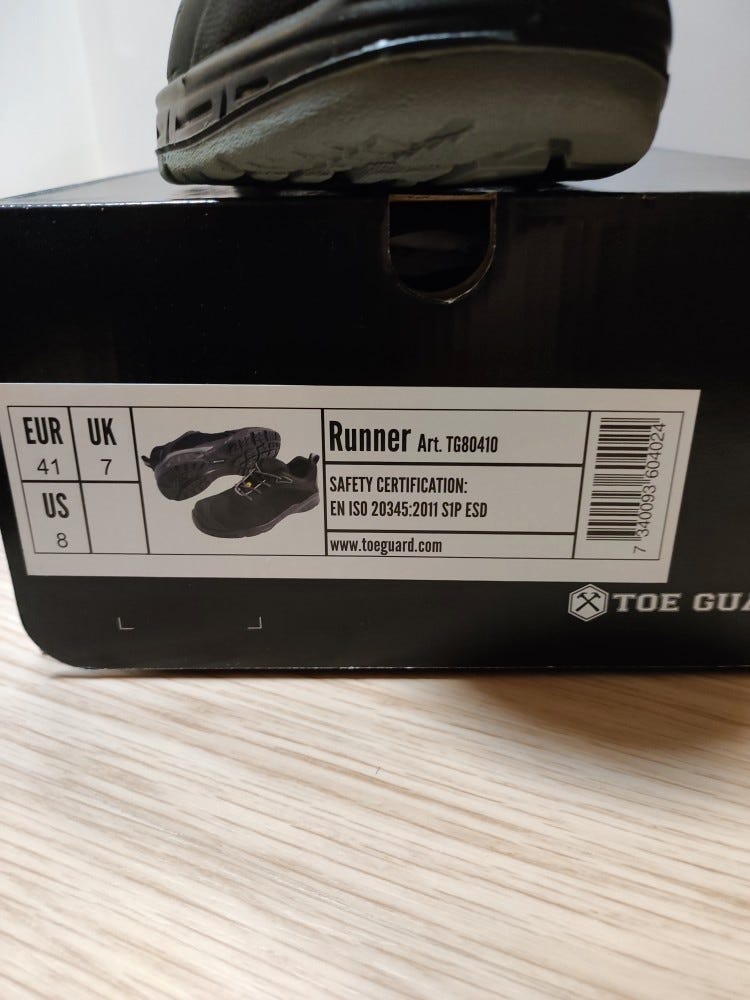 EUR
41
UK
7
US
8
Runner Art. TG80410
SAFETY CERTIFICATION:
EN ISO 20345:2011 S1P ESD
www.toeguard.com
7 340093 604024
TOE